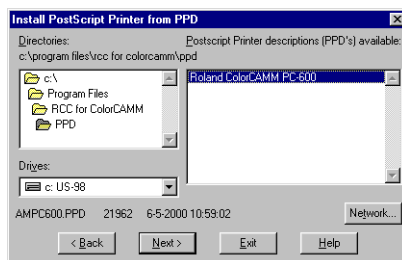 Install PostScript Printer from PPD
Directories:
c:\program files\rcc for colorcamm\ppd
Postscript Printer descriptions (PPD's) available:
c:\
Program Files
RCC for ColorCAMM
PPD
Roland ColorCAMM PC-600
Drives:
c: US-98
AMPC600.PPD 21962 6-5-2000 10:59:02
Network...
< Back
Next >
Exit
Help